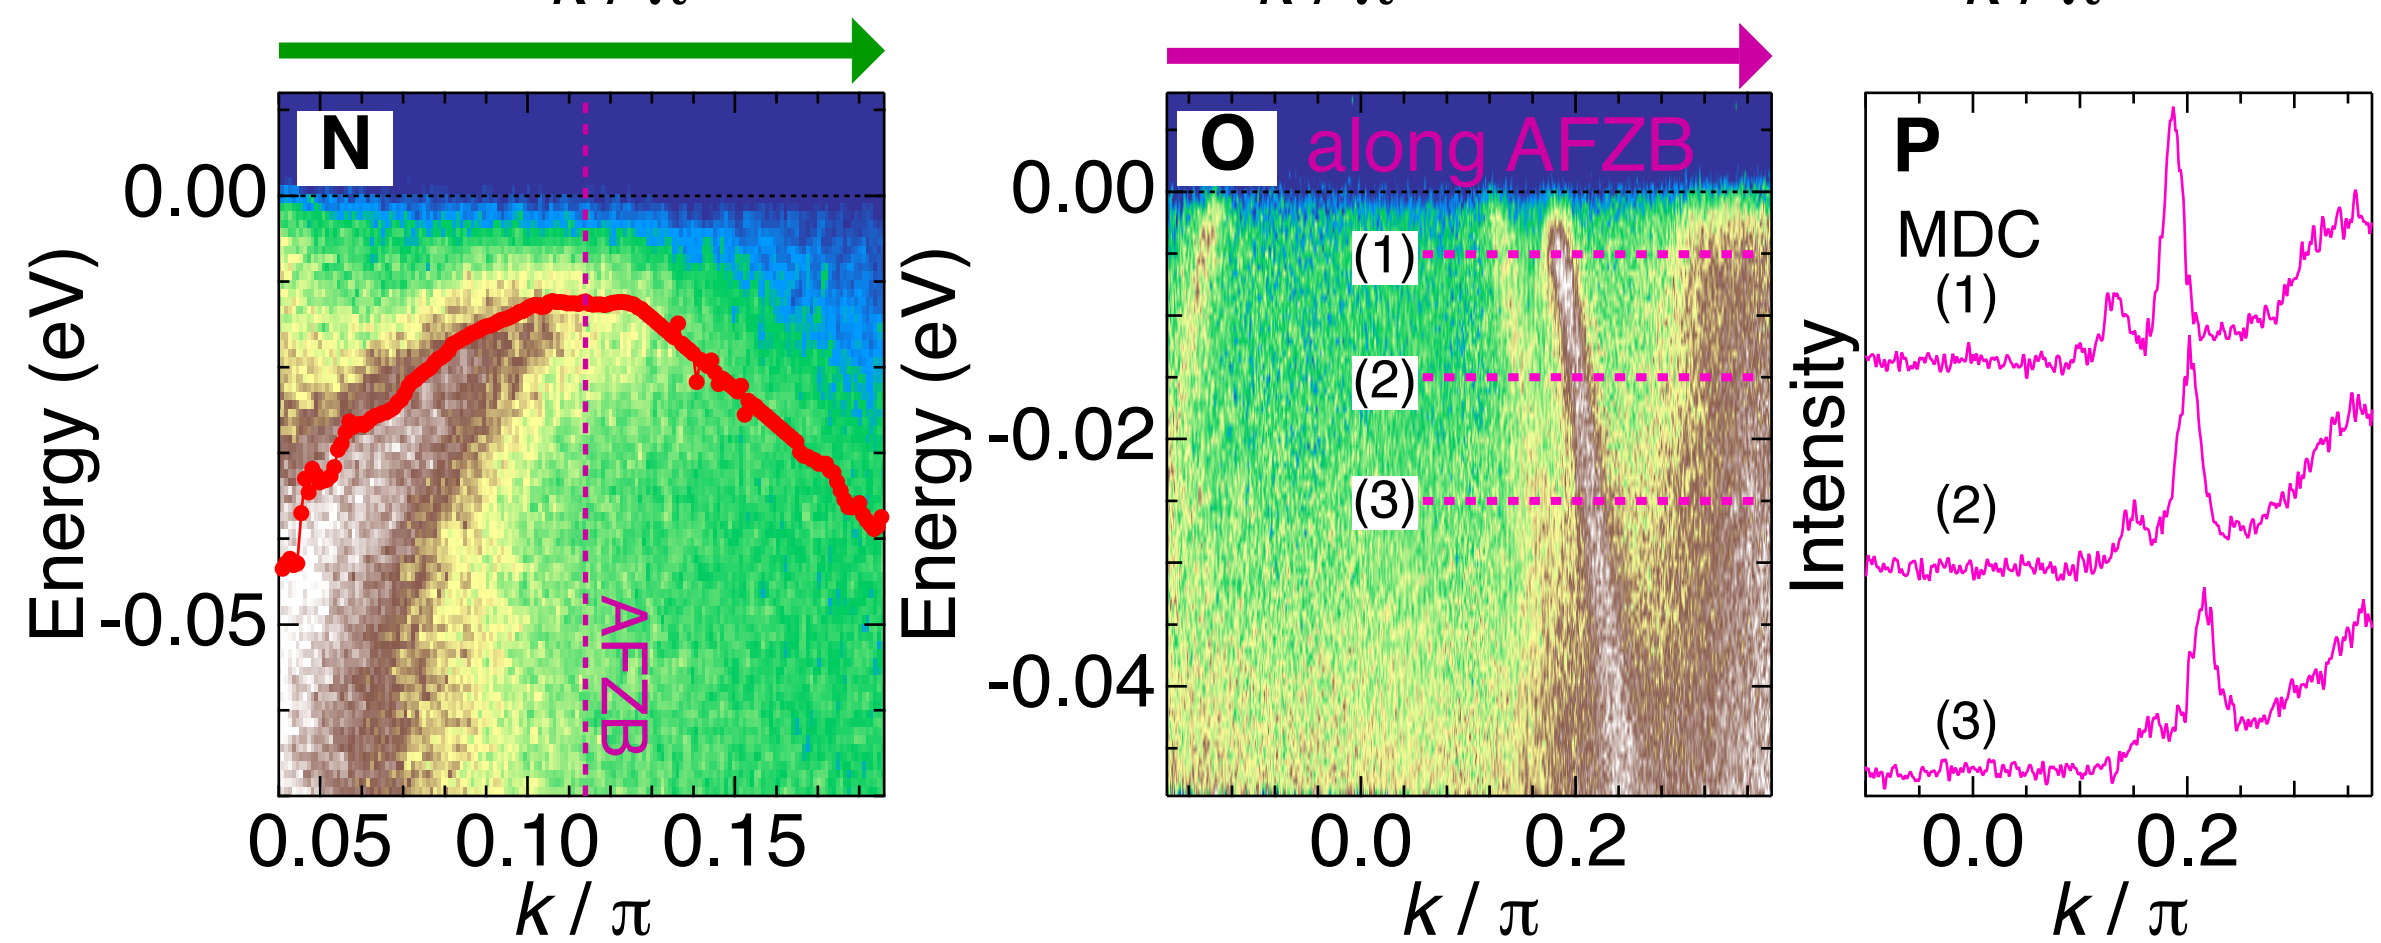 k / π
k / π
k / π
N
0.00
-0.05
Energy (eV)
AFZB
0.05
0.10
0.15
k / π
O
along AFZB
0.00
-0.02
-0.04
Energy (eV)
(1)
(2)
(3)
0.0
0.2
k / π
P
MDC
(1)
(2)
(3)
Intensity
0.0
0.2
k / π